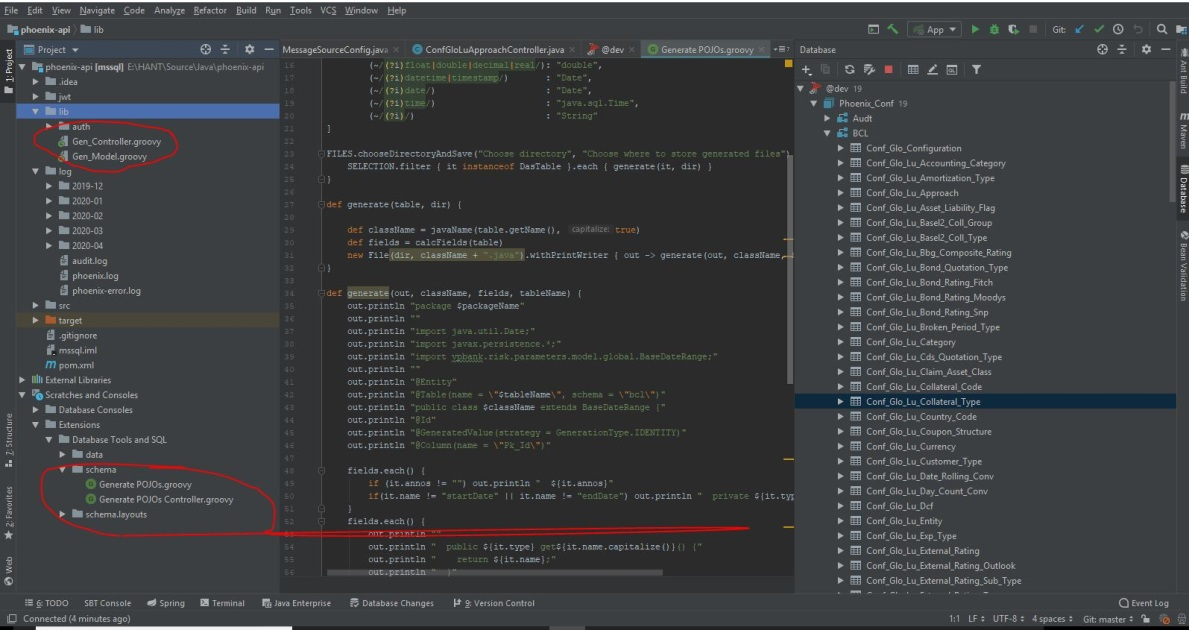 File Edit View Navigate Code Analyze Refactor Build Run Tools VCS Window Help
phoenix-api lib
App
Git:
1: Project
Project
phoenix-api [mssql] E:\HANT\Source\Java\phoenix-api
.idea
jwt
lib
auth
Gen_Controller.groovy
Gen_Model.groovy
log
2019-12
2020-01
2020-02
2020-03
2020-04
audit.log
phoenix.log
phoenix-error.log
src
target
.gitignore
mssql.iml
pom.xml
External Libraries
Scratches and Consoles
Database Consoles
Extensions
Database Tools and SQL
data
schema
Generate POJOs.groovy
Generate POJOs Controller.groovy
schema.layouts
7: Structure
2: Favorites
Web
MessageSourceConfig.java ConfGloLuApproachController.java @dev Generate POJOs.groovy
16 (~/(?i)float|double|decimal|real/): "double",
17 (~/(?i)datetime|timestamp/) : "Date",
18 (~/(?i)date/) : "Date",
19 (~/(?i)time/) : "java.sql.Time",
20 (~/(?i)/) : "String"
21 ]
22
23 FILES.chooseDirectoryAndSave("Choose directory", "Choose where to store generated files")
24 SELECTION.filter { it instanceof DasTable }.each { generate(it, dir) }
25 }
26
27 def generate(table, dir) {
28
29 def className = javaName(table.getName(), capitalize: true)
30 def fields = calcFields(table)
31 new File(dir, className + ".java").withPrintWriter { out -> generate(out, className,
32 }
33
34 def generate(out, className, fields, tableName) {
35 out.println "package $packageName"
36 out.println ""
37 out.println "import java.util.Date;"
38 out.println "import javax.persistence.*;"
39 out.println "import vpbank.risk.parameters.model.global.BaseDateRange;"
40 out.println ""
41 out.println "@Entity"
42 out.println "@Table(name = \"$tableName\", schema = \"bcl\")"
43 out.println "public class $className extends BaseDateRange {"
44 out.println "@Id"
45 out.println "@GeneratedValue(strategy = GenerationType.IDENTITY)"
46 out.println "@Column(name = \"Pk_Id\")"
47
48 fields.each() {
49 if (it.annos != "") out.println " ${it.annos}"
50 if(it.name != "startDate" || it.name != "endDate") out.println " private ${it.typ
51 }
52 fields.each() {
53 out.println ""
54 out.println " public ${it.type} get${it.name.capitalize()}() {"
55 out.println " return ${it.name};"
56 out.println " }"
Database
@dev 19
Phoenix_Conf 19
Audt
BCL
Conf_Glo_Configuration
Conf_Glo_Lu_Accounting_Category
Conf_Glo_Lu_Amortization_Type
Conf_Glo_Lu_Approach
Conf_Glo_Lu_Asset_Liability_Flag
Conf_Glo_Lu_Basel2_Coll_Group
Conf_Glo_Lu_Basel2_Coll_Type
Conf_Glo_Lu_Bbg_Composite_Rating
Conf_Glo_Lu_Bond_Quotation_Type
Conf_Glo_Lu_Bond_Rating_Fitch
Conf_Glo_Lu_Bond_Rating_Moodys
Conf_Glo_Lu_Bond_Rating_Snp
Conf_Glo_Lu_Broken_Period_Type
Conf_Glo_Lu_Category
Conf_Glo_Lu_Cds_Quotation_Type
Conf_Glo_Lu_Claim_Asset_Class
Conf_Glo_Lu_Collateral_Code
Conf_Glo_Lu_Collateral_Type
Conf_Glo_Lu_Country_Code
Conf_Glo_Lu_Coupon_Structure
Conf_Glo_Lu_Currency
Conf_Glo_Lu_Customer_Type
Conf_Glo_Lu_Date_Rolling_Conv
Conf_Glo_Lu_Day_Count_Conv
Conf_Glo_Lu_Dcf
Conf_Glo_Lu_Entity
Conf_Glo_Lu_Exp_Type
Conf_Glo_Lu_External_Rating
Conf_Glo_Lu_External_Rating_Outlook
Conf_Glo_Lu_External_Rating_Sub_Type
Ant Build
Maven
Database
Bean Validation
6: TODO SBT Console Spring Terminal Java Enterprise Database Changes 9: Version Control Event Log
Connected (4 minutes ago) 1:1 LF UTF-8 4 spaces Git: master